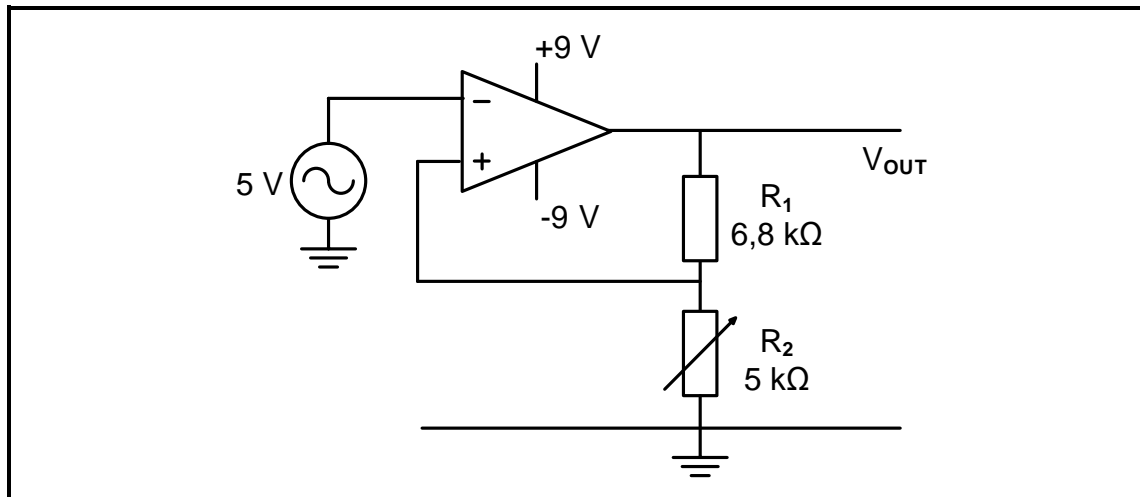 +9 V
−
+
5 V
-9 V
V_OUT
R₁
6,8 kΩ
R₂
5 kΩ